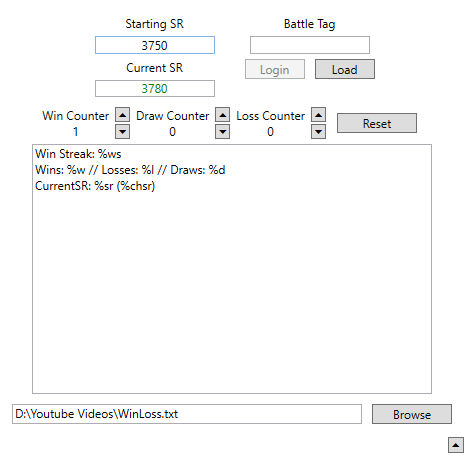 Starting SR
Battle Tag
3750
Current SR
Login
Load
3780
Win Counter
Draw Counter
Loss Counter
1
0
0
Reset
Win Streak: %ws
Wins: %w // Losses: %l // Draws: %d
CurrentSR: %sr (%chsr)
D:\Youtube Videos\WinLoss.txt
Browse